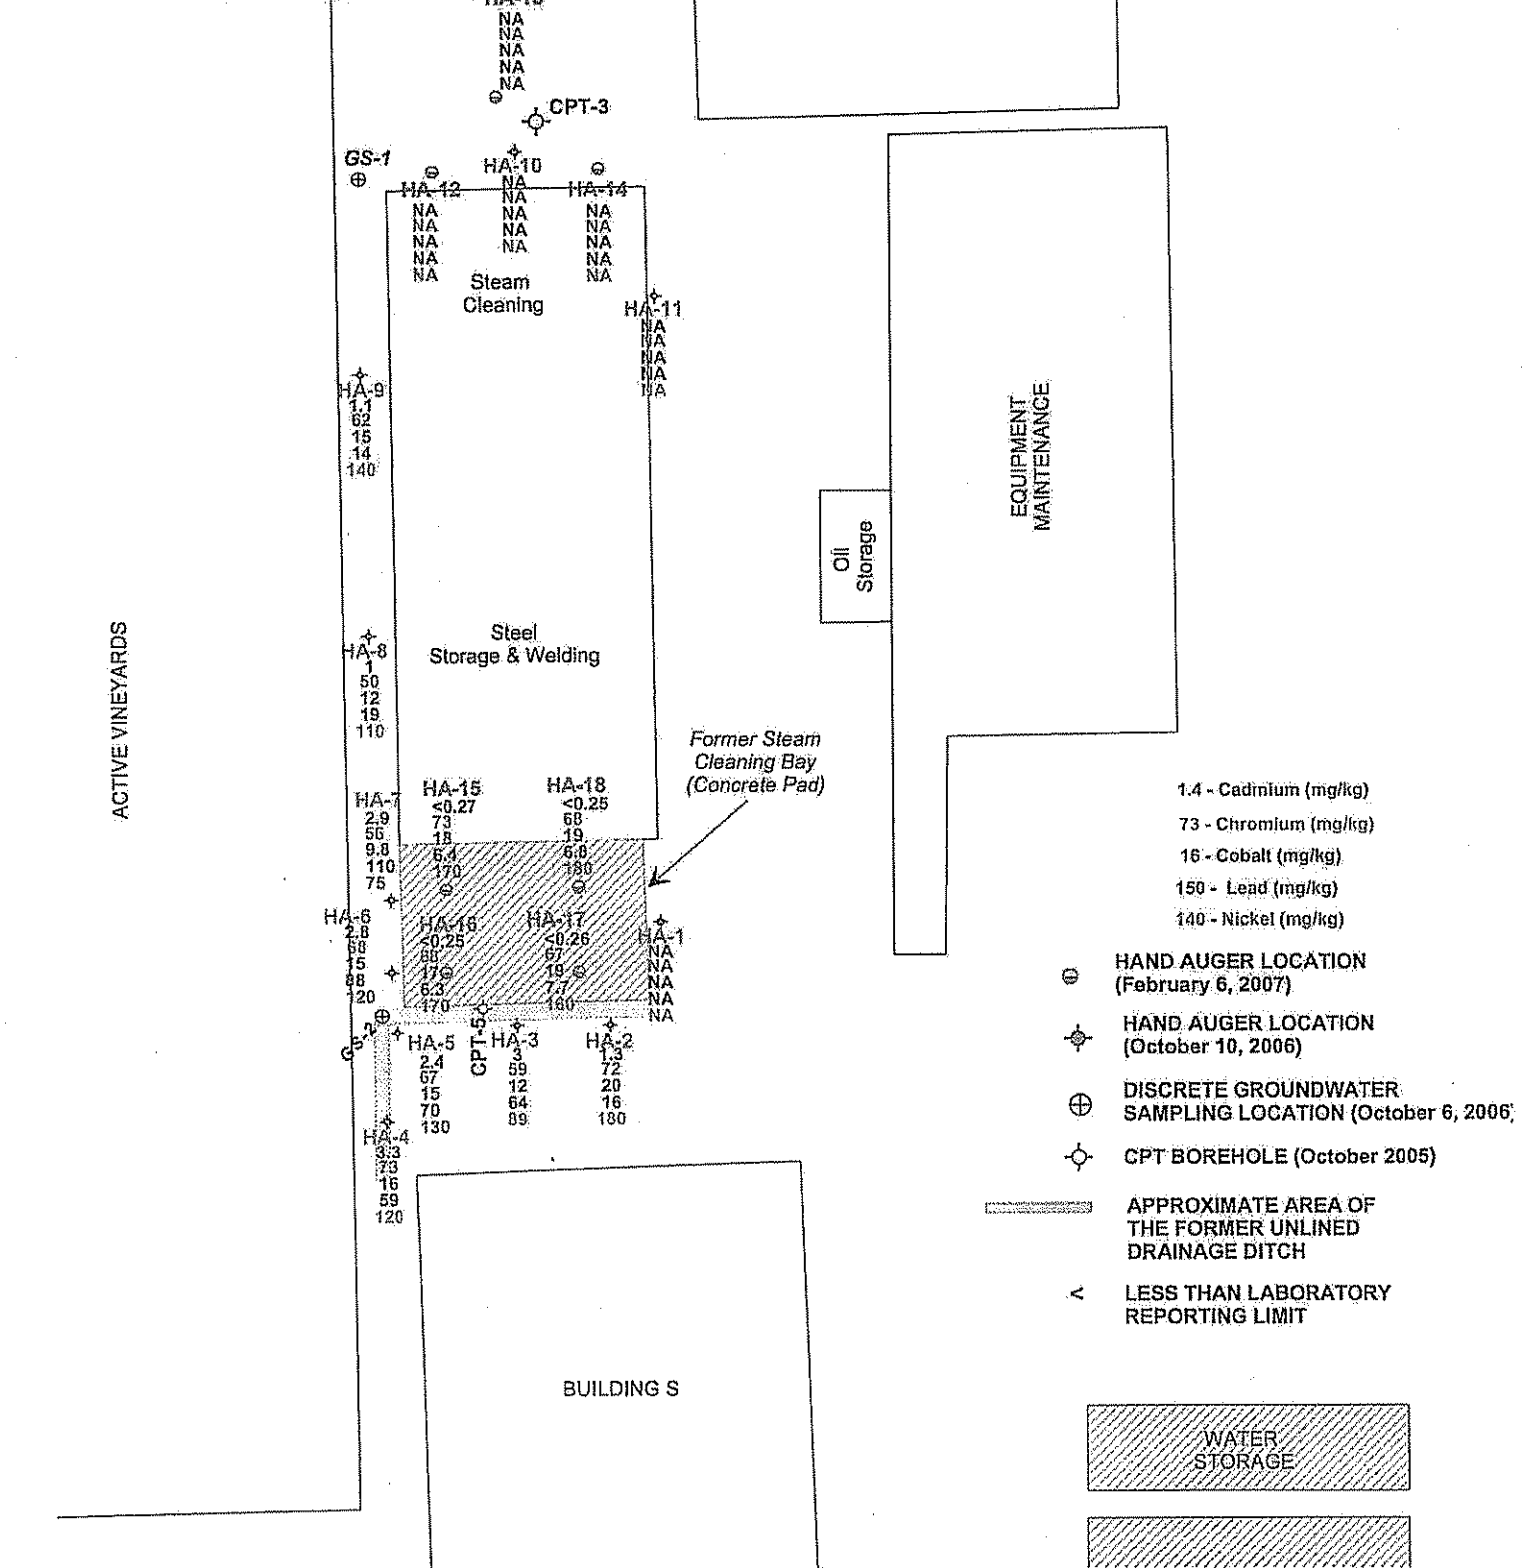 NA
NA
NA
NA
NA
CPT-3
GS-1
HA-12
NA
NA
NA
NA
NA
HA-10
NA
NA
NA
NA
NA
HA-14
NA
NA
NA
NA
NA
Steam
Cleaning
HA-11
NA
NA
NA
NA
NA
HA-9
1.1
62
15
14
140
EQUIPMENT
MAINTENANCE
Oil
Storage
ACTIVE VINEYARDS
Steel
Storage & Welding
HA-8
1
50
12
19
110
Former Steam
Cleaning Bay
(Concrete Pad)
HA-7
2.9
56
9.8
110
75
HA-15
<0.27
73
18
6.4
170
HA-18
<0.25
68
19
6.8
180
HA-6
2.8
68
15
88
120
HA-16
<0.25
68
17
6.3
170
HA-17
<0.26
67
19
7.7
160
HA-1
NA
NA
NA
NA
NA
GS-2
HA-5
2.4
67
15
70
130
CPT-5
HA-3
3
59
12
64
89
HA-2
1.3
72
20
16
180
HA-4
3.3
73
16
59
120
BUILDING S
1.4 - Cadmium (mg/kg)
73 - Chromium (mg/kg)
16 - Cobalt (mg/kg)
150 - Lead (mg/kg)
140 - Nickel (mg/kg)
HAND AUGER LOCATION
(February 6, 2007)
HAND AUGER LOCATION
(October 10, 2006)
DISCRETE GROUNDWATER
SAMPLING LOCATION (October 6, 2006)
CPT BOREHOLE (October 2005)
APPROXIMATE AREA OF
THE FORMER UNLINED
DRAINAGE DITCH
< LESS THAN LABORATORY
REPORTING LIMIT
WATER
STORAGE